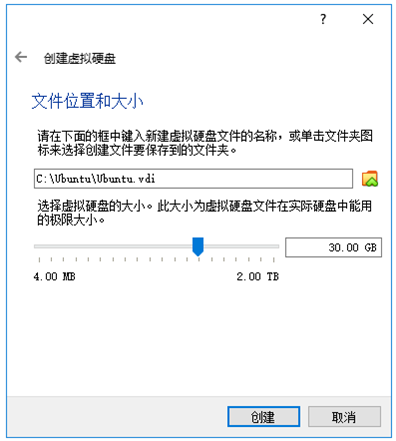 ?
创建虚拟硬盘
文件位置和大小
请在下面的框中键入新建虚拟硬盘文件的名称，或单击文件夹图
标来选择创建文件要保存到的文件夹。
C:\Ubuntu\Ubuntu.vdi
选择虚拟硬盘的大小。此大小为虚拟硬盘文件在实际硬盘中能用
的极限大小。
30.00 GB
4.00 MB 2.00 TB
创建 取消